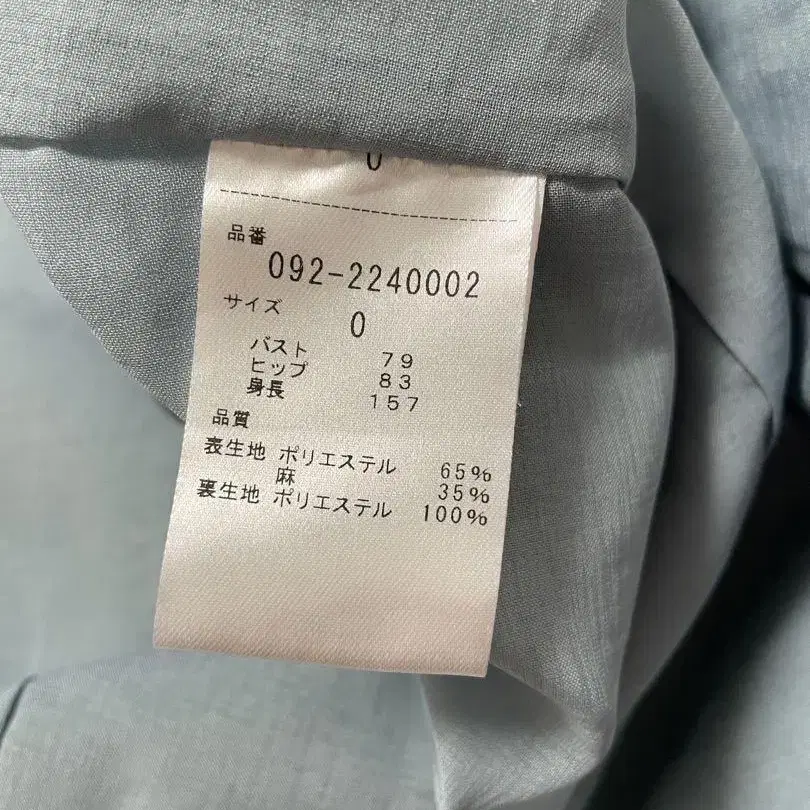 0
品番
092-2240002
サイズ
0
バスト 79
ヒップ 83
身長 157
品質
表生地 ポリエステル 65%
麻 35%
裏生地 ポリエステル 100%